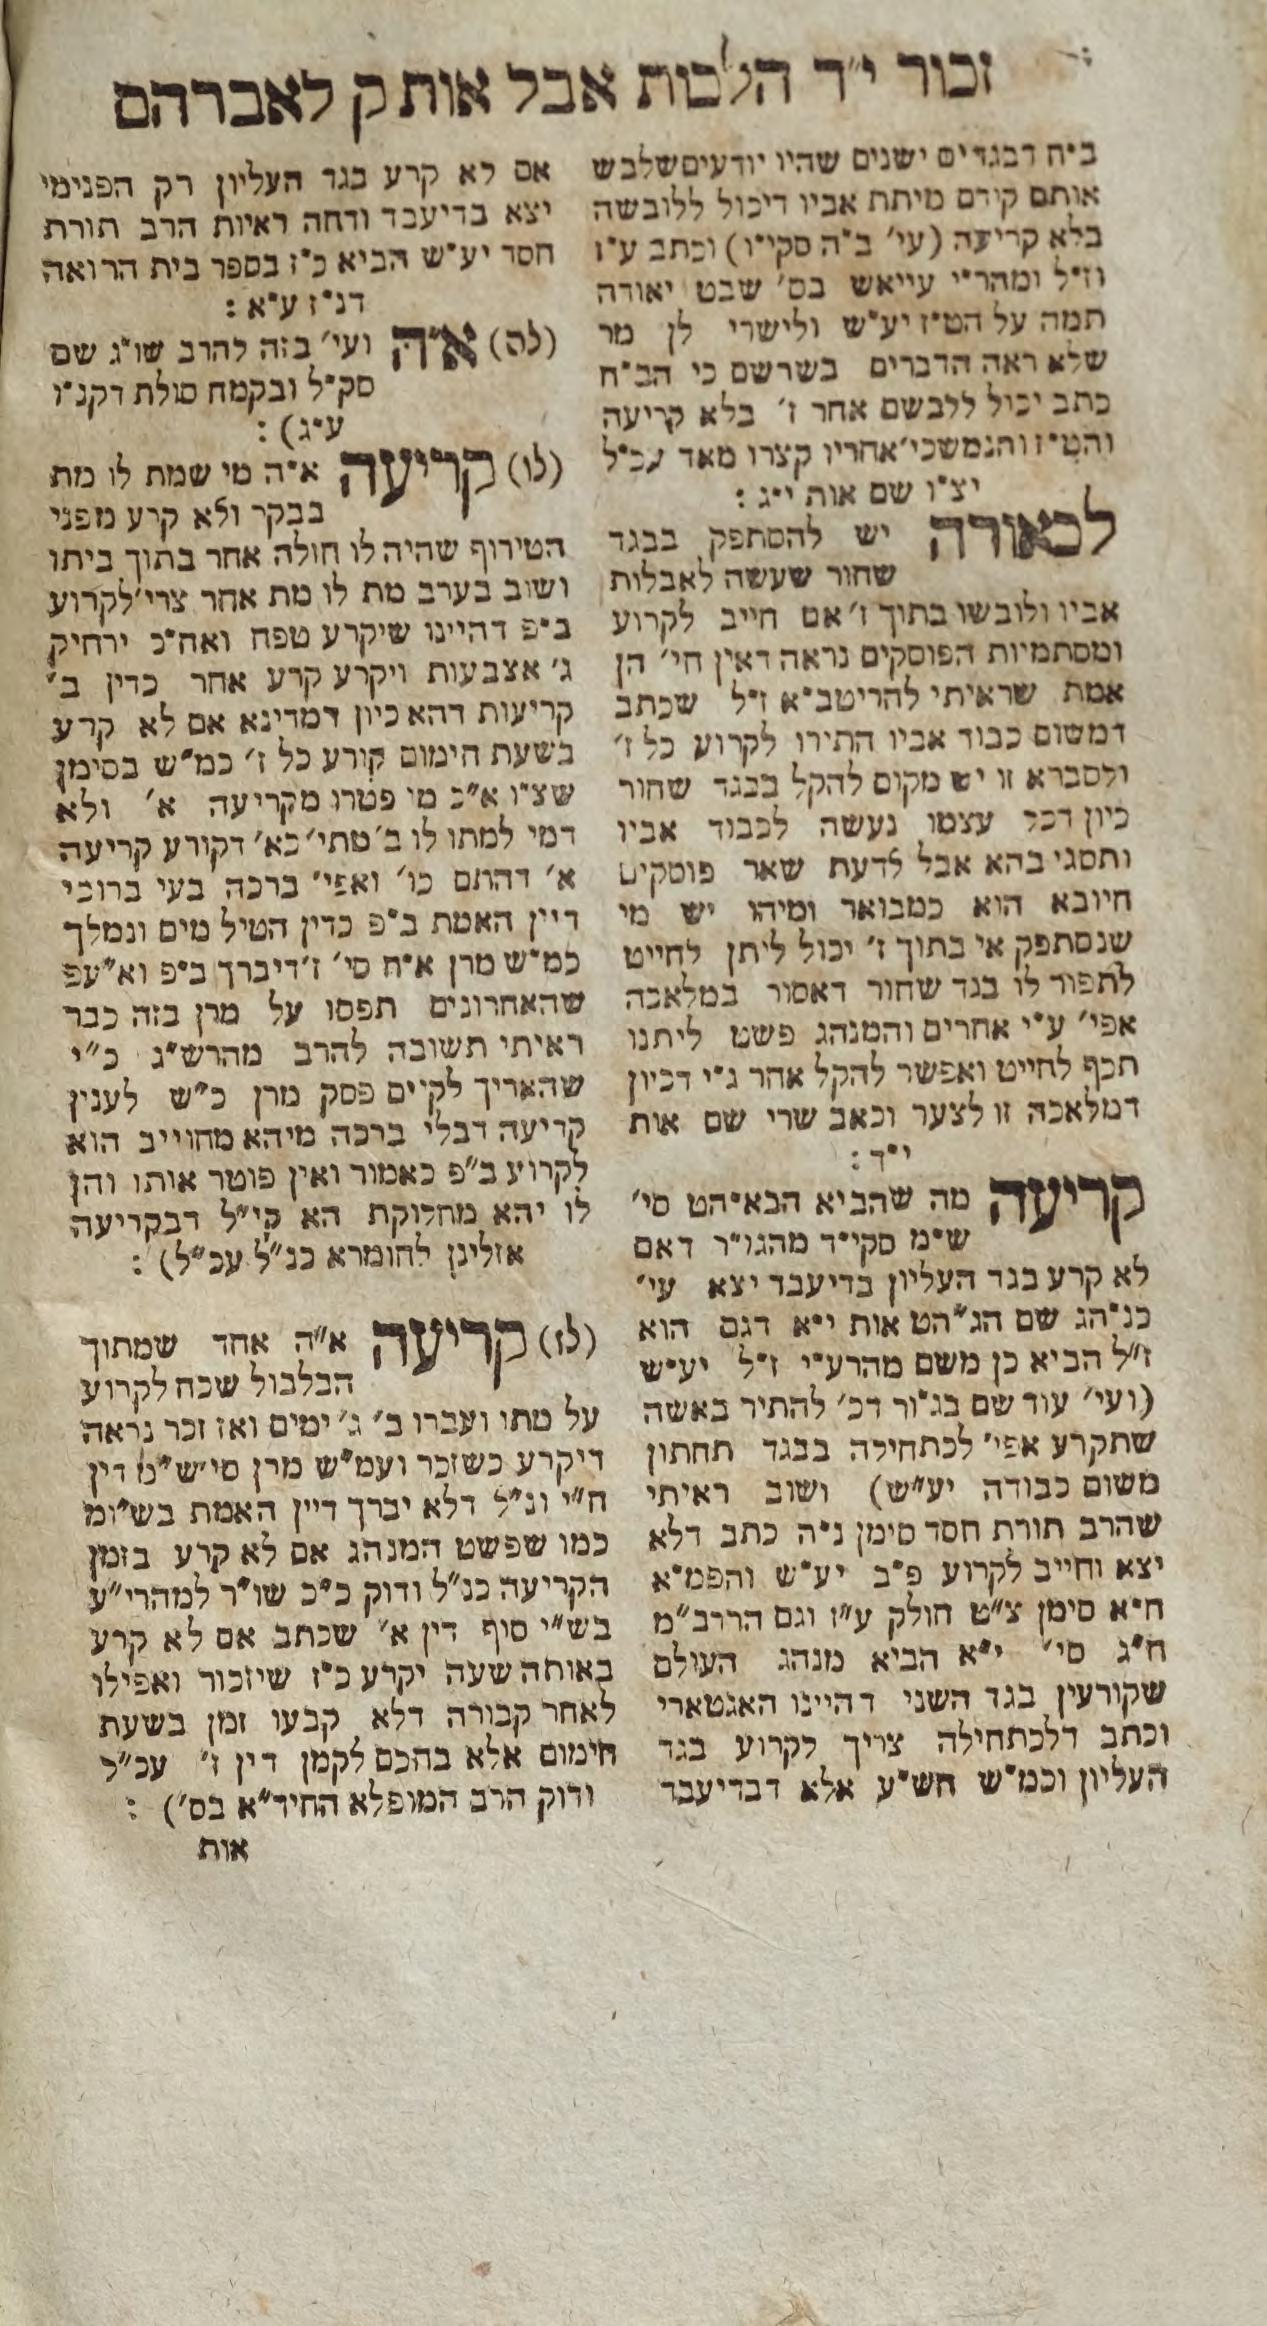 זכור י״ד הלכות אבל אות ק לאברהם
ב״ח דבגדים ישנים שהיו יודעים שלבש
אותם קודם מיתת אביו דיכול ללובשה
בלא קריעה (עי׳ ב״ה סקי״ו) וכתב ע״ז
וז״ל ומהר״י עייאש בס׳ שבט יאודה
תמה על הט״ז יע״ש ולישרי לן מר
שלא ראה הדברים בשרשם כי הב״ח
כתב יכול ללבשם אחר ז׳ בלא קריעה
והט״ז והנמשכי׳ אחריו קצרו מאד עכ״ל
יצ״ו שם אות י״ג :
לכאורה יש להסתפק בבגד
שחור שעשה לאבלות
אביו ולובשו בתוך ז׳ אם חייב לקרוע
ומסתמיות הפוסקים נראה דאין חי׳ הן
אמת שראיתי להריטב״א ז״ל שכתב
דמשום כבוד אביו התירו לקרוע כל ז׳
ולסברא זו יש מקום להקל בבגד שחור
כיון דכל עצמו נעשה לכבוד אביו
ותסגי בהא אבל לדעת שאר פוסקים
חיובא הוא כמבואר ומיהו יש מי
שנסתפק אי בתוך ז׳ יכול ליתן לחייט
לתפור לו בגד שחור דאסור במלאכה
אפי׳ ע״י אחרים והמנהג פשט ליתנו
תכף לחייט ואפשר להקל אחר ג״י דכיון
דמלאכה זו לצער וכאב שרי שם אות
י״ד :
קריעה מה שהביא הבא״הט סי׳
ש״מ סקי״ד מהגו״ר דאם
לא קרע בגד העליון בדיעבד יצא עי׳
כנ״הג שם הג״הט אות י״א דגם הוא
ז״ל הביא כן משם מהרע״י ז״ל יע״ש
(ועי׳ עוד שם בג״ור דכ׳ להתיר באשה
שתקרע אפי׳ לכתחילה בבגד תחתון
משום כבודה יע״ש) ושוב ראיתי
שהרב תורת חסד סימן נ״ה כתב דלא
יצא וחייב לקרוע פ״ב יע״ש והפמ״א
ח״א סימן צ״ט חולק ע״ז וגם הררב״מ
ח״ג סי׳ י״א הביא מנהג העולם
שקורעין בגד השני דהיינו האנטארי
וכתב דלכתחילה צריך לקרוע בגד
העליון וכמ״ש חש״ע אלא דבדיעבד
אם לא קרע בגד העליון רק הפנימי
יצא בדיעבד ודחה ראיות הרב תורת
חסד יע״ש הביא כ״ז בספר בית הרואה
דנ״ז ע״א :
(לה) א״ה ועי׳ בזה להרב שו״ג שם
סק״ל ובקמח סולת דקנ״ו
ע״ג) :
(לו) קריעה א״ה מי שמת לו מת
בבקר ולא קרע מפני
הטירוף שהיה לו חולה אחר בתוך ביתו
ושוב בערב מת לו מת אחר צרי׳ לקרוע
ב״פ דהיינו שיקרע טפח ואח״כ ירחיק
ג׳ אצבעות ויקרע קרע אחר כדין ב׳
קריעות דהא כיון דמדינא אם לא קרע
בשעת חימום קורע כל ז׳ כמ״ש בסימן
שצ״ו א״כ מי פטרו מקריעה א׳ ולא
דמי למתו לו ב׳ מתי׳ כא׳ דקורע קריעה
א׳ דהתם כו׳ ואפי׳ ברכה בעי ברוכי
דיין האמת ב״פ כדין הטיל מים ונמלך
כמ״ש מרן א״ח סי׳ ז׳ דיברך ב״פ וא״עפ
שהאחרונים תפסו על מרן בזה כבר
ראיתי תשובה להרב מהרש״ג כ״י
שהאריך לקיים פסק מרן כ״ש לענין
קריעה דבלי ברכה מיהא מחוייב הוא
לקרוע ב״פ כאמור ואין פוטר אותו והן
לו יהא מחלוקת הא קי״ל דבקריעה
אזלינן לחומרא כנ״ל עכ״ל) :
(לז) קריעה א״ה אחד שמתוך
הבלבול שכח לקרוע
על מתו ועברו ב׳ ג׳ ימים ואז זכר נראה
דיקרע כשזכר ועמ״ש מרן סי׳ ש״מ דין
ח״י ונ״ל דלא יברך דיין האמת בש״ומ
כמו שפשט המנהג אם לא קרע בזמן
הקריעה כנ״ל ודוק כ״כ שו״ר למהרי״ע
בש״י סוף דין א׳ שכתב אם לא קרע
באותה שעה יקרע כ״ז שיזכור ואפילו
לאחר קבורה דלא קבעו זמן בשעת
חימום אלא בחכם לקמן דין ז׳ עכ״ל
ודוק הרב המופלא החיד״א בס׳) :
אות